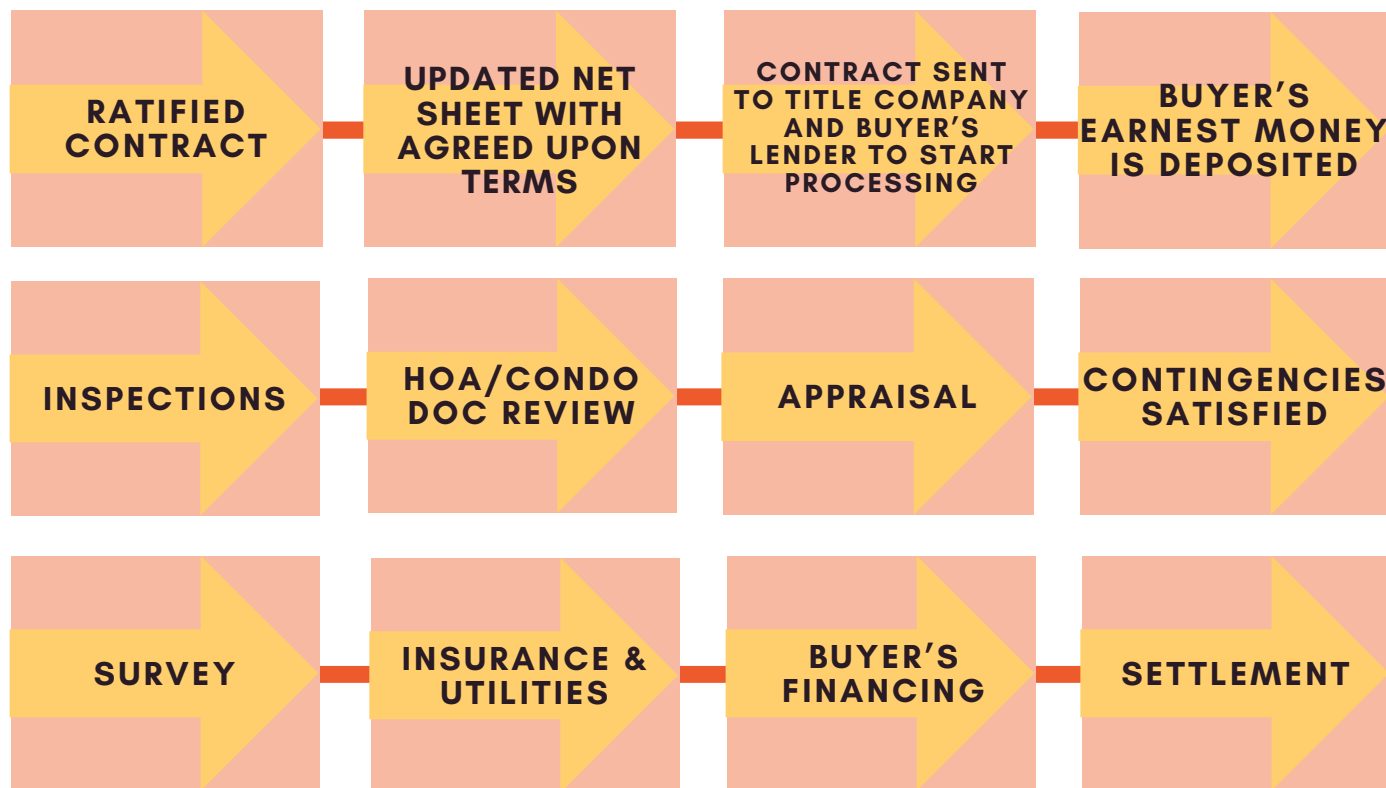 RATIFIED
CONTRACT
UPDATED NET
SHEET WITH
AGREED UPON
TERMS
CONTRACT SENT
TO TITLE COMPANY
AND BUYER’S
LENDER TO START
PROCESSING
BUYER’S
EARNEST MONEY
IS DEPOSITED
INSPECTIONS
HOA/CONDO
DOC REVIEW
APPRAISAL
CONTINGENCIES
SATISFIED
SURVEY
INSURANCE &
UTILITIES
BUYER’S
FINANCING
SETTLEMENT